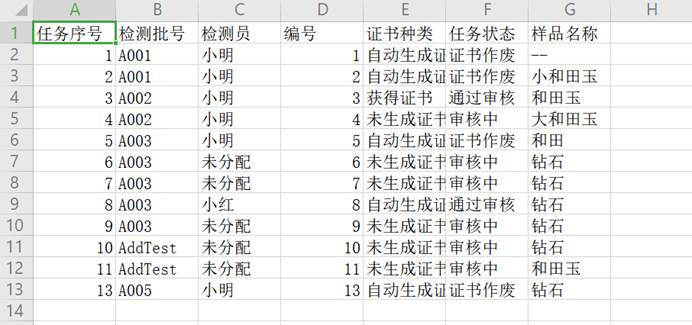 A B C D E F G H
1 任务序号 检测批号 检测员 编号 证书种类 任务状态 样品名称
2 1 A001 小明 1 自动生成证 证书作废 --
3 2 A001 小明 2 自动生成证 证书作废 小和田玉
4 3 A002 小明 3 获得证书 通过审核 和田玉
5 4 A002 小明 4 未生成证书 审核中 大和田玉
6 5 A003 小明 5 自动生成证 证书作废 和田
7 6 A003 未分配 6 未生成证书 审核中 钻石
8 7 A003 未分配 7 未生成证书 审核中 钻石
9 8 A003 小红 8 自动生成证 通过审核 钻石
10 9 A003 未分配 9 未生成证书 审核中 钻石
11 10 AddTest 未分配 10 未生成证书 审核中 钻石
12 11 AddTest 未分配 11 未生成证书 审核中 和田玉
13 13 A005 小明 13 自动生成证 证书作废 钻石
14